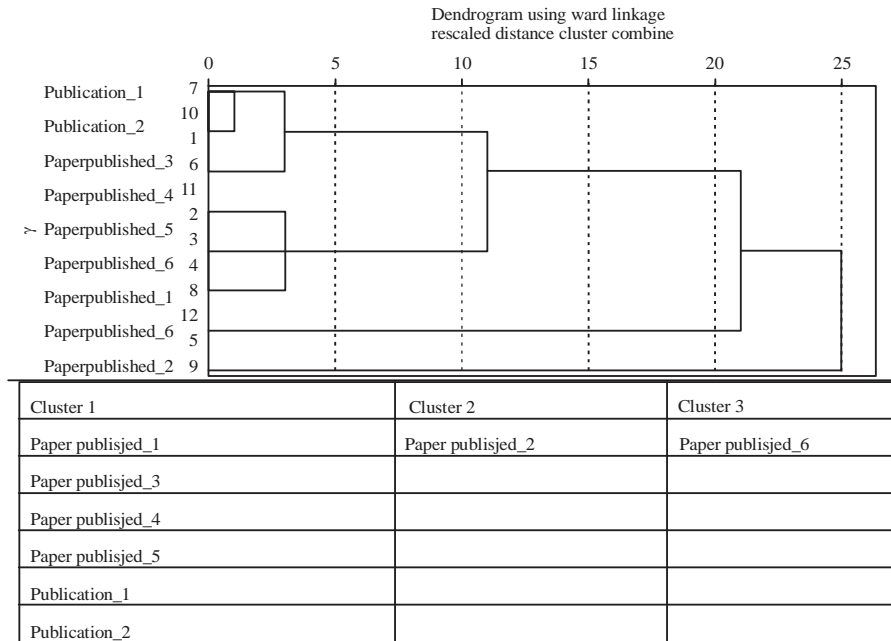 Dendrogram using ward linkage
rescaled distance cluster combine
0 5 10 15 20 25
Publication_1 7
10
Publication_2
1
Paperpublished_3 6
11
Paperpublished_4
2
γ Paperpublished_5
3
Paperpublished_6 4
Paperpublished_1 8
12
Paperpublished_6
5
Paperpublished_2 9
Cluster 1 Cluster 2 Cluster 3
Paper publisjed_1 Paper publisjed_2 Paper publisjed_6
Paper publisjed_3
Paper publisjed_4
Paper publisjed_5
Publication_1
Publication_2